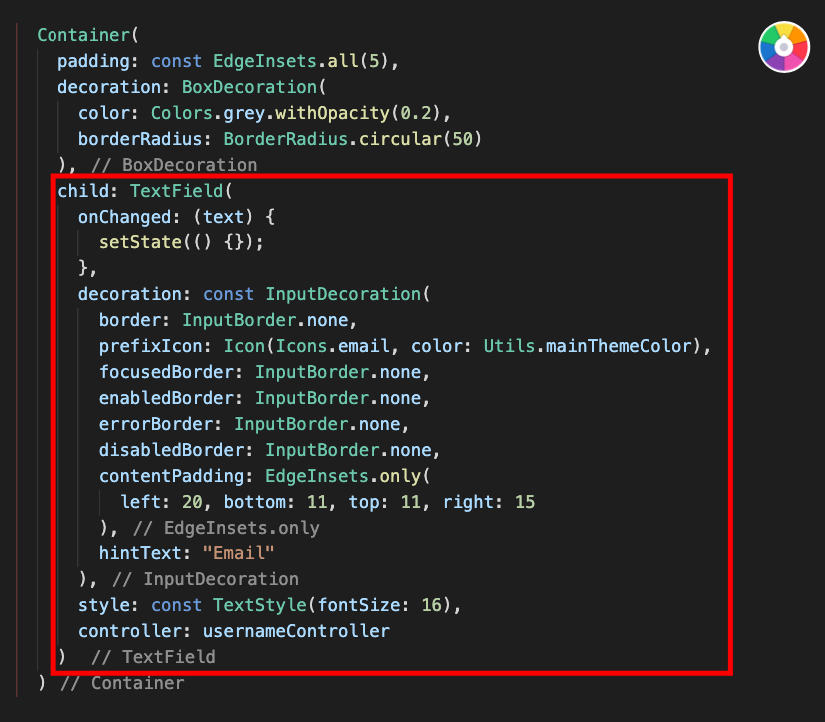 Container(
padding: const EdgeInsets.all(5),
decoration: BoxDecoration(
color: Colors.grey.withOpacity(0.2),
borderRadius: BorderRadius.circular(50)
), // BoxDecoration
child: TextField(
onChanged: (text) {
setState(() {});
},
decoration: const InputDecoration(
border: InputBorder.none,
prefixIcon: Icon(Icons.email, color: Utils.mainThemeColor),
focusedBorder: InputBorder.none,
enabledBorder: InputBorder.none,
errorBorder: InputBorder.none,
disabledBorder: InputBorder.none,
contentPadding: EdgeInsets.only(
left: 20, bottom: 11, top: 11, right: 15
), // EdgeInsets.only
hintText: "Email"
), // InputDecoration
style: const TextStyle(fontSize: 16),
controller: usernameController
) // TextField
) // Container